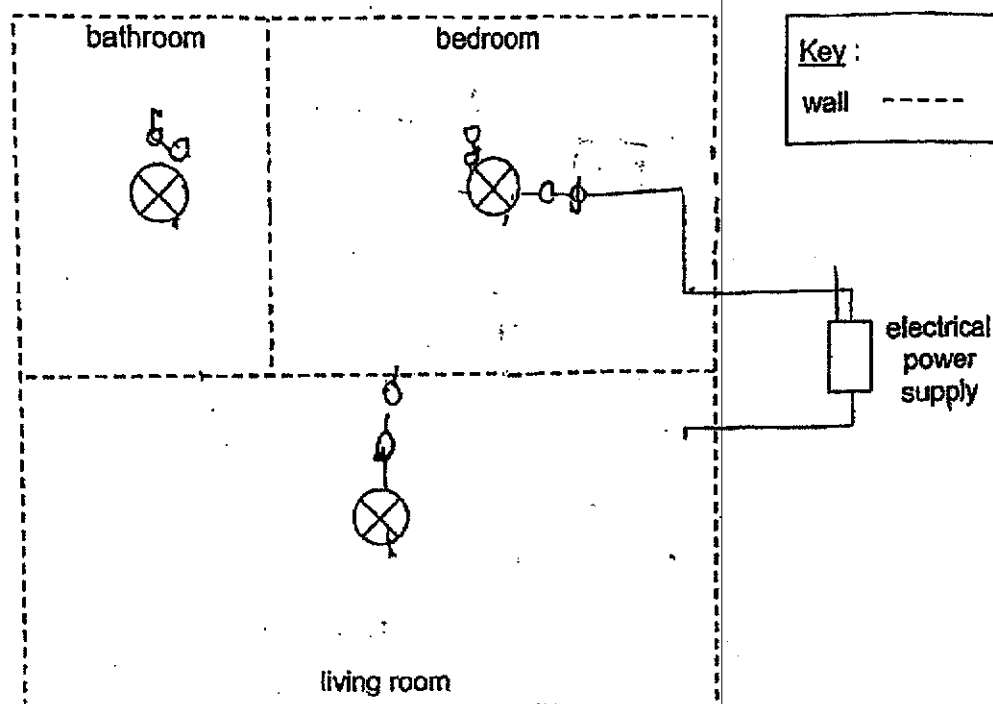 bathroom
bedroom
Key :
wall
electrical
power
supply
living room